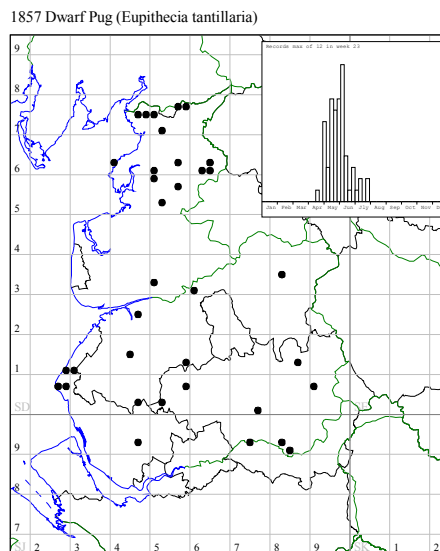 1857 Dwarf Pug (Eupithecia tantillaria)
Records max of 12 in week 23
Jan Feb Mar Apr May Jun Jly Aug Sep Oct Nov D
9
8
7
6
5
4
3
2
1
SD
9
8
7
SJ
2 3 4 5 6 7 8 9 1 2